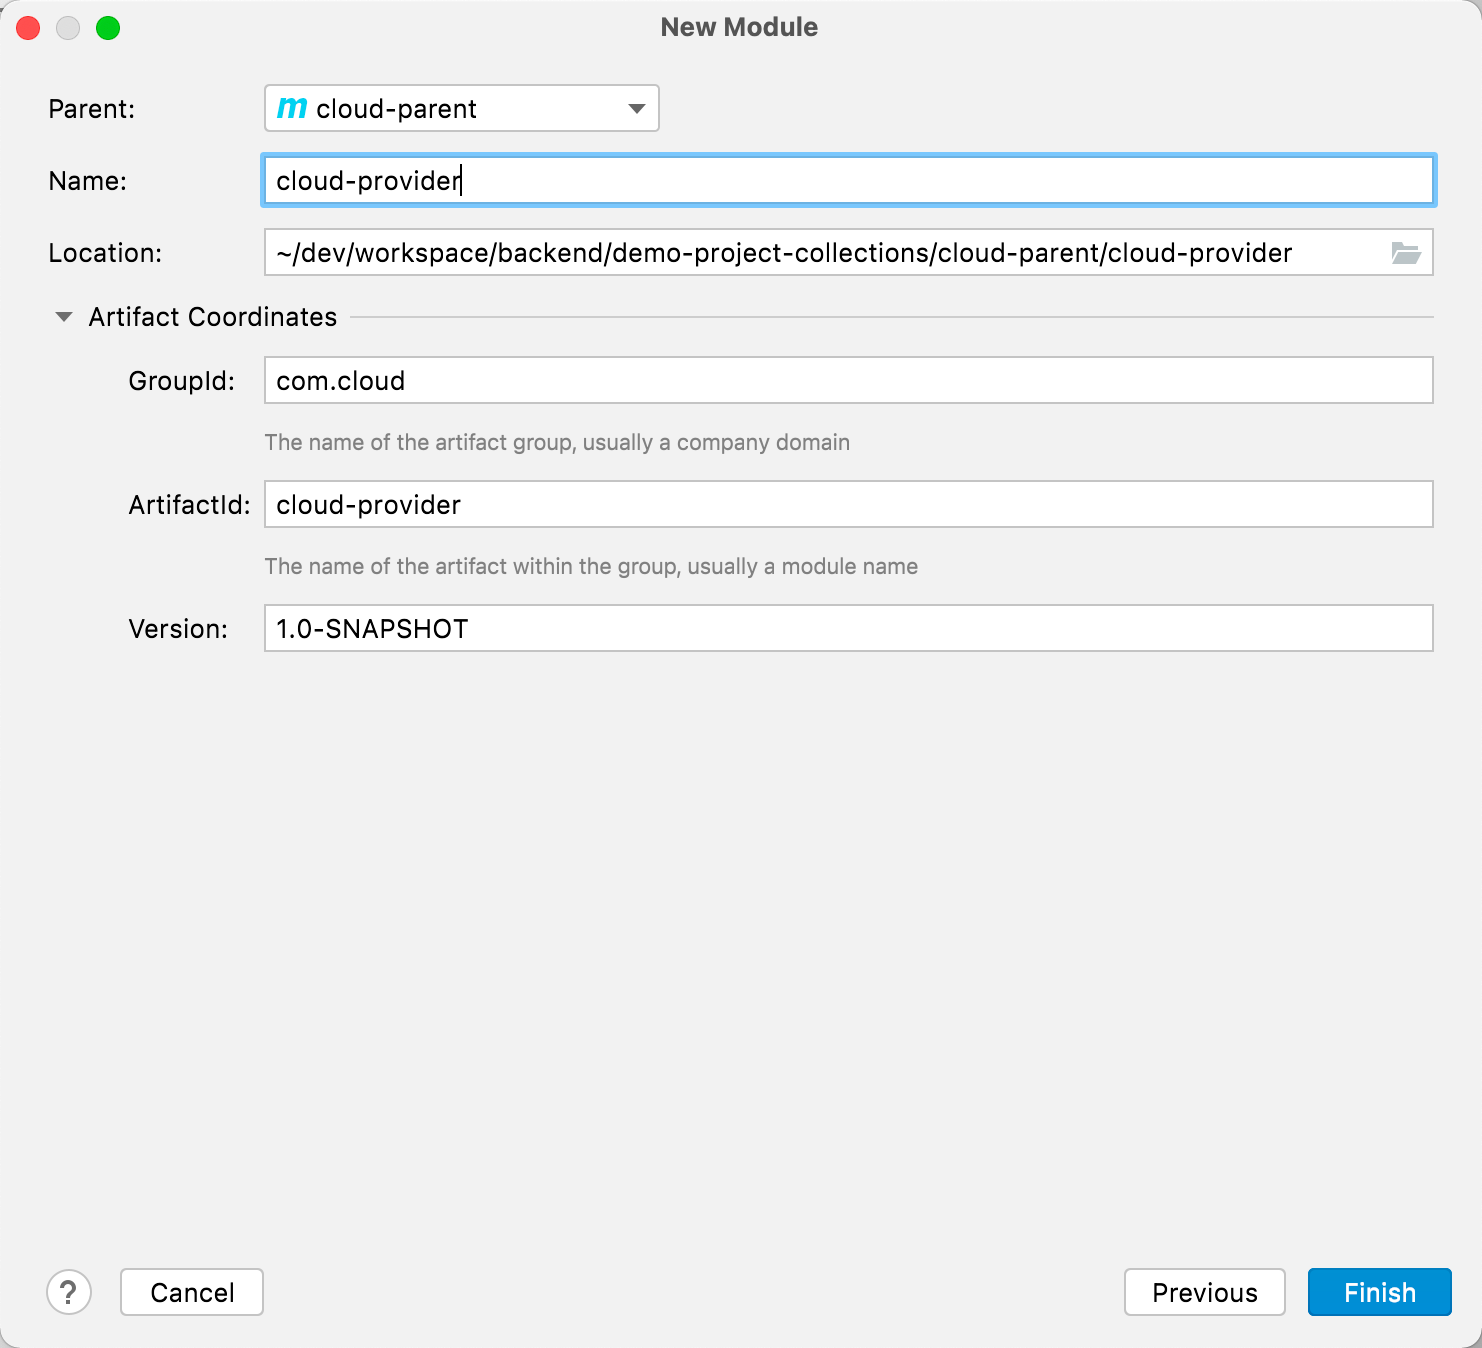 New Module
Parent: m cloud-parent
Name: cloud-provider
Location: ~/dev/workspace/backend/demo-project-collections/cloud-parent/cloud-provider
Artifact Coordinates
GroupId: com.cloud
The name of the artifact group, usually a company domain
ArtifactId: cloud-provider
The name of the artifact within the group, usually a module name
Version: 1.0-SNAPSHOT
? Cancel Previous Finish